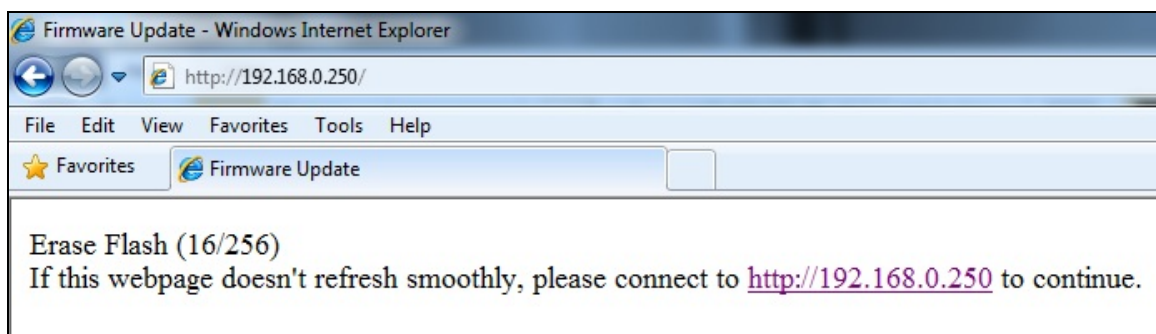 Firmware Update - Windows Internet Explorer
http://192.168.0.250/
File Edit View Favorites Tools Help
Favorites Firmware Update
Erase Flash (16/256)
If this webpage doesn't refresh smoothly, please connect to http://192.168.0.250 to continue.